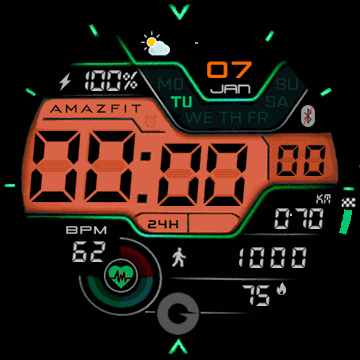 07
JAN
100%
MO SU
TU SA
WE TH FR
AMAZFIT
88:88 88
24H
KM
0.70
BPM
62
1000
75
G